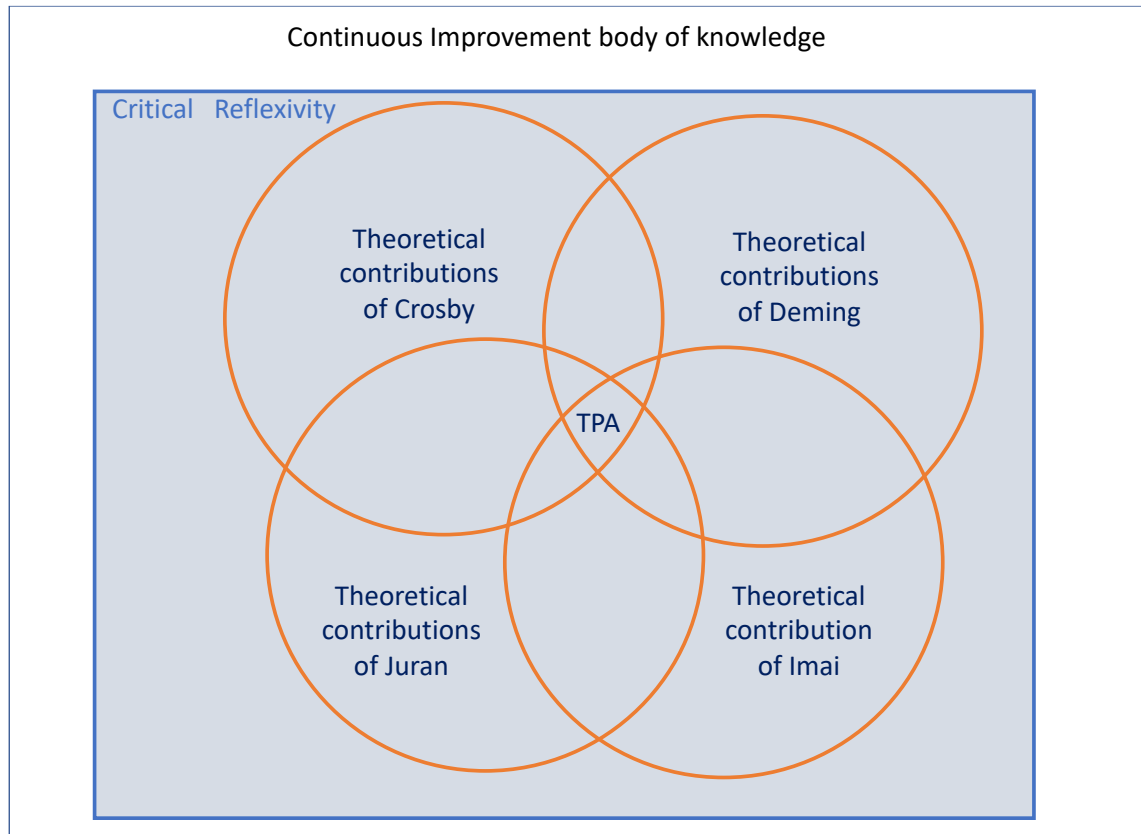 Continuous Improvement body of knowledge
Critical Reflexivity
Theoretical
contributions
of Crosby
Theoretical
contributions
of Deming
TPA
Theoretical
contributions
of Juran
Theoretical
contribution
of Imai